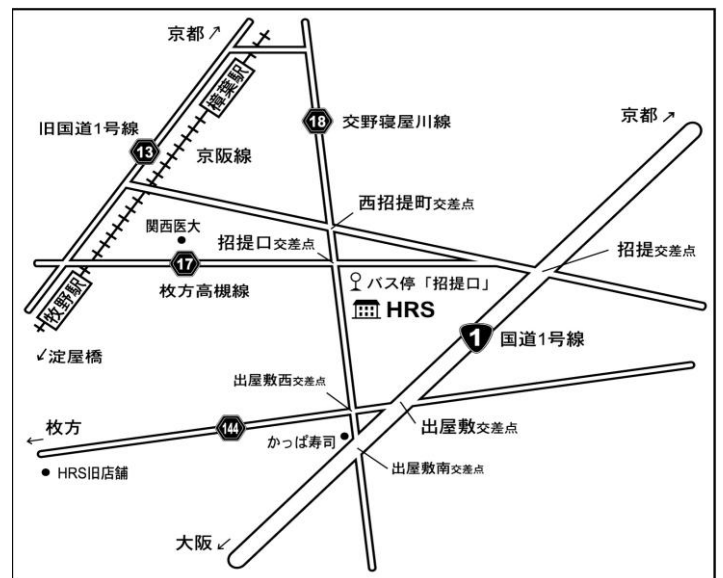 京都↗
樟葉駅
18
交野寝屋川線
京都↗
旧国道1号線
13
京阪線
西招提町交差点
関西医大
招提口交差点
招提交差点
17
枚方高槻線
バス停「招提口」
HRS
牧野駅
1
国道1号線
↙淀屋橋
出屋敷西交差点
←枚方
144
かっぱ寿司
出屋敷交差点
HRS旧店舗
出屋敷南交差点
大阪↙